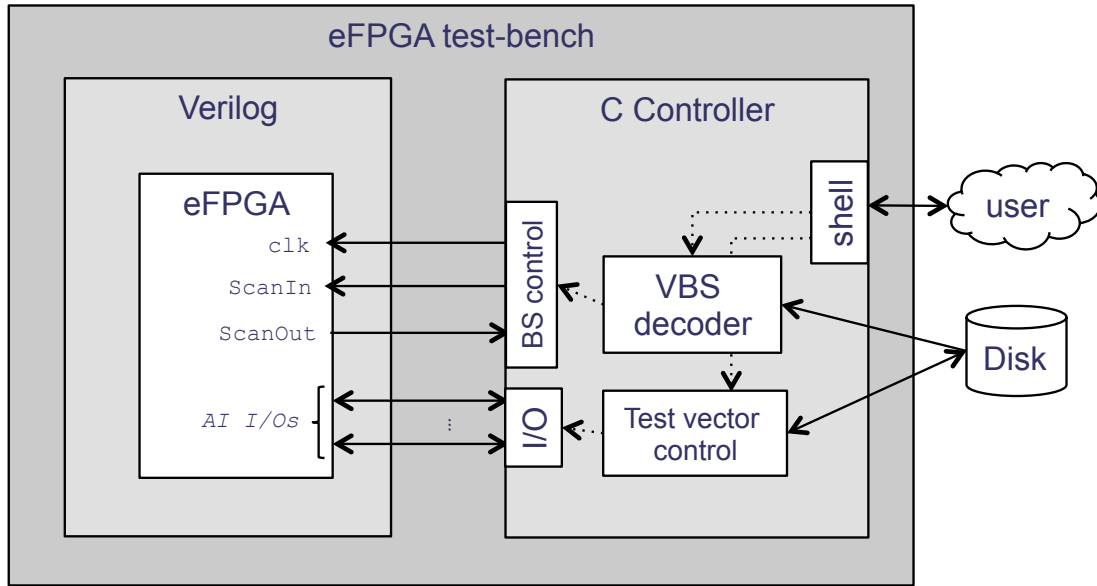 eFPGA test-bench
Verilog
C Controller
eFPGA
clk
ScanIn
ScanOut
AI I/Os
...
BS control
I/O
shell
VBS
decoder
Test vector
control
user
Disk